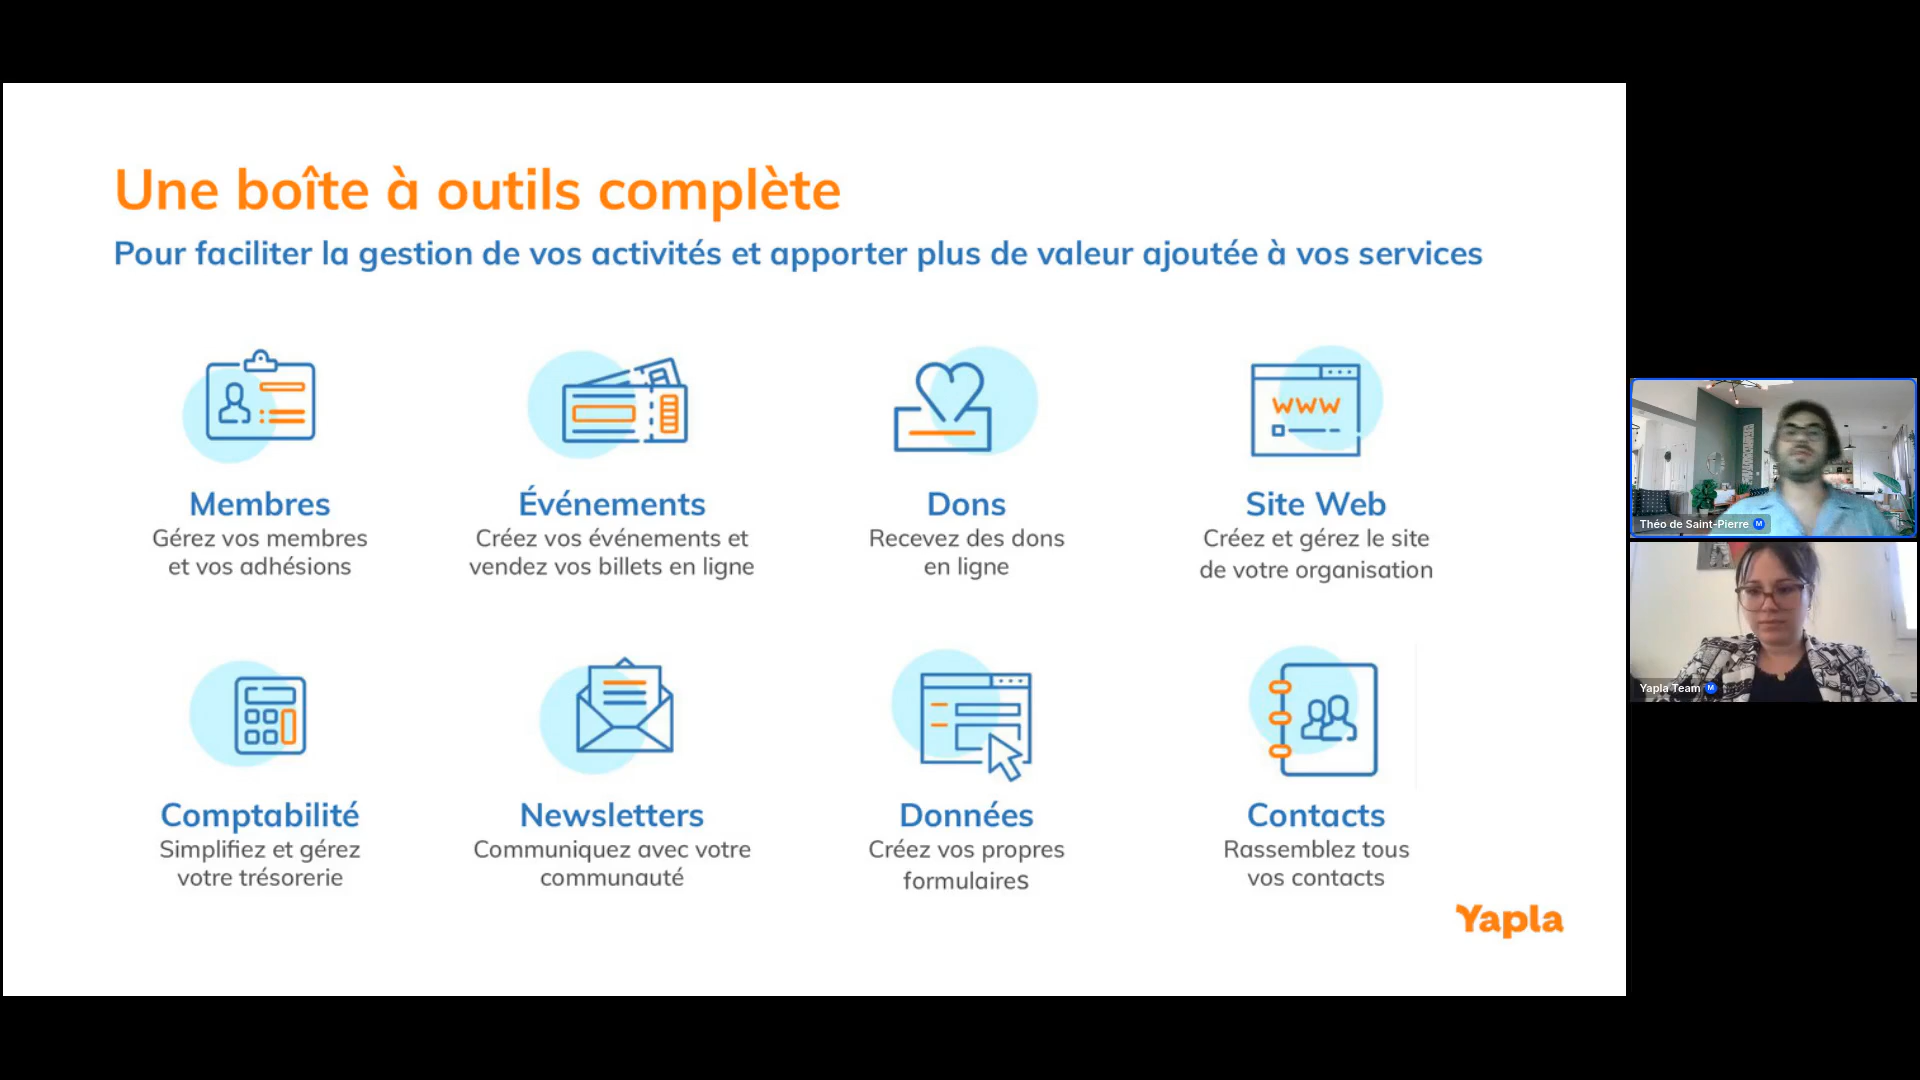 Une boîte à outils complète
Pour faciliter la gestion de vos activités et apporter plus de valeur ajoutée à vos services
www
Membres
Gérez vos membres
et vos adhésions
Événements
Créez vos événements et
vendez vos billets en ligne
Dons
Recevez des dons
en ligne
Site Web
Créez et gérez le site
de votre organisation
Comptabilité
Simplifiez et gérez
votre trésorerie
Newsletters
Communiquez avec votre
communauté
Données
Créez vos propres
formulaires
Contacts
Rassemblez tous
vos contacts
Yapla
Théo de Saint-Pierre M
Yapla Team M